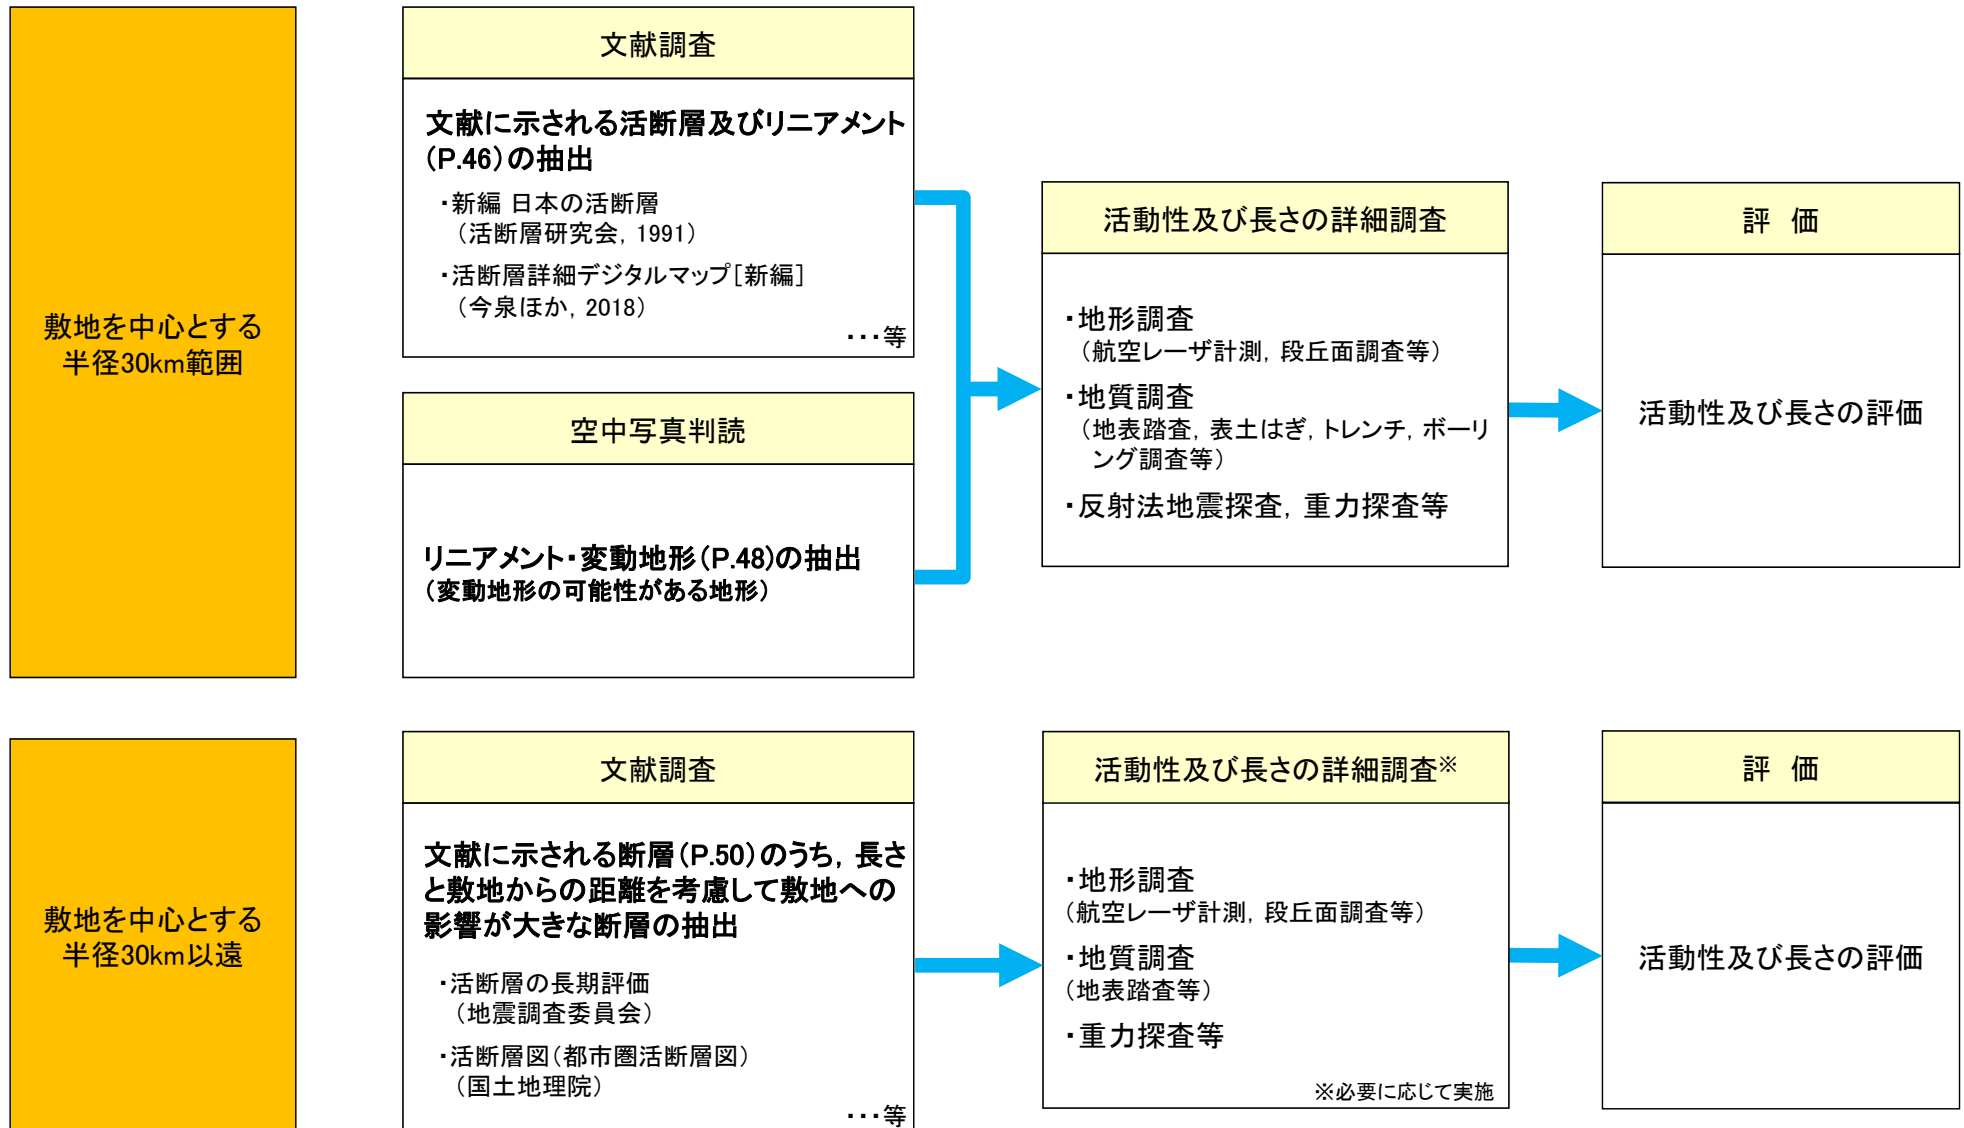 敷地を中心とする
半径30km範囲
文献調査
文献に示される活断層及びリニアメント
(P.46)の抽出
・新編 日本の活断層
（活断層研究会, 1991）
・活断層詳細デジタルマップ[新編]
（今泉ほか, 2018）
・・・等
空中写真判読
リニアメント・変動地形(P.48)の抽出
（変動地形の可能性がある地形）
活動性及び長さの詳細調査
・地形調査
（航空レーザ計測, 段丘面調査等）
・地質調査
（地表踏査, 表土はぎ, トレンチ, ボーリ
ング調査等）
・反射法地震探査, 重力探査等
評 価
活動性及び長さの評価
敷地を中心とする
半径30km以遠
文献調査
文献に示される断層(P.50)のうち, 長さ
と敷地からの距離を考慮して敷地への
影響が大きな断層の抽出
・活断層の長期評価
（地震調査委員会）
・活断層図(都市圏活断層図)
（国土地理院）
・・・等
活動性及び長さの詳細調査※
・地形調査
（航空レーザ計測, 段丘面調査等）
・地質調査
（地表踏査等）
・重力探査等
※必要に応じて実施
評 価
活動性及び長さの評価